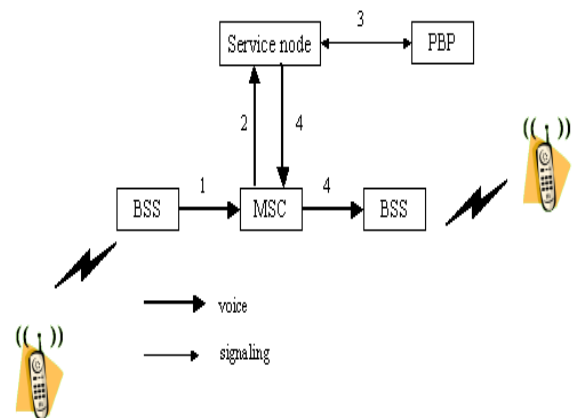 3
Service node
PBP
2
4
1
4
BSS
MSC
BSS
voice
signaling